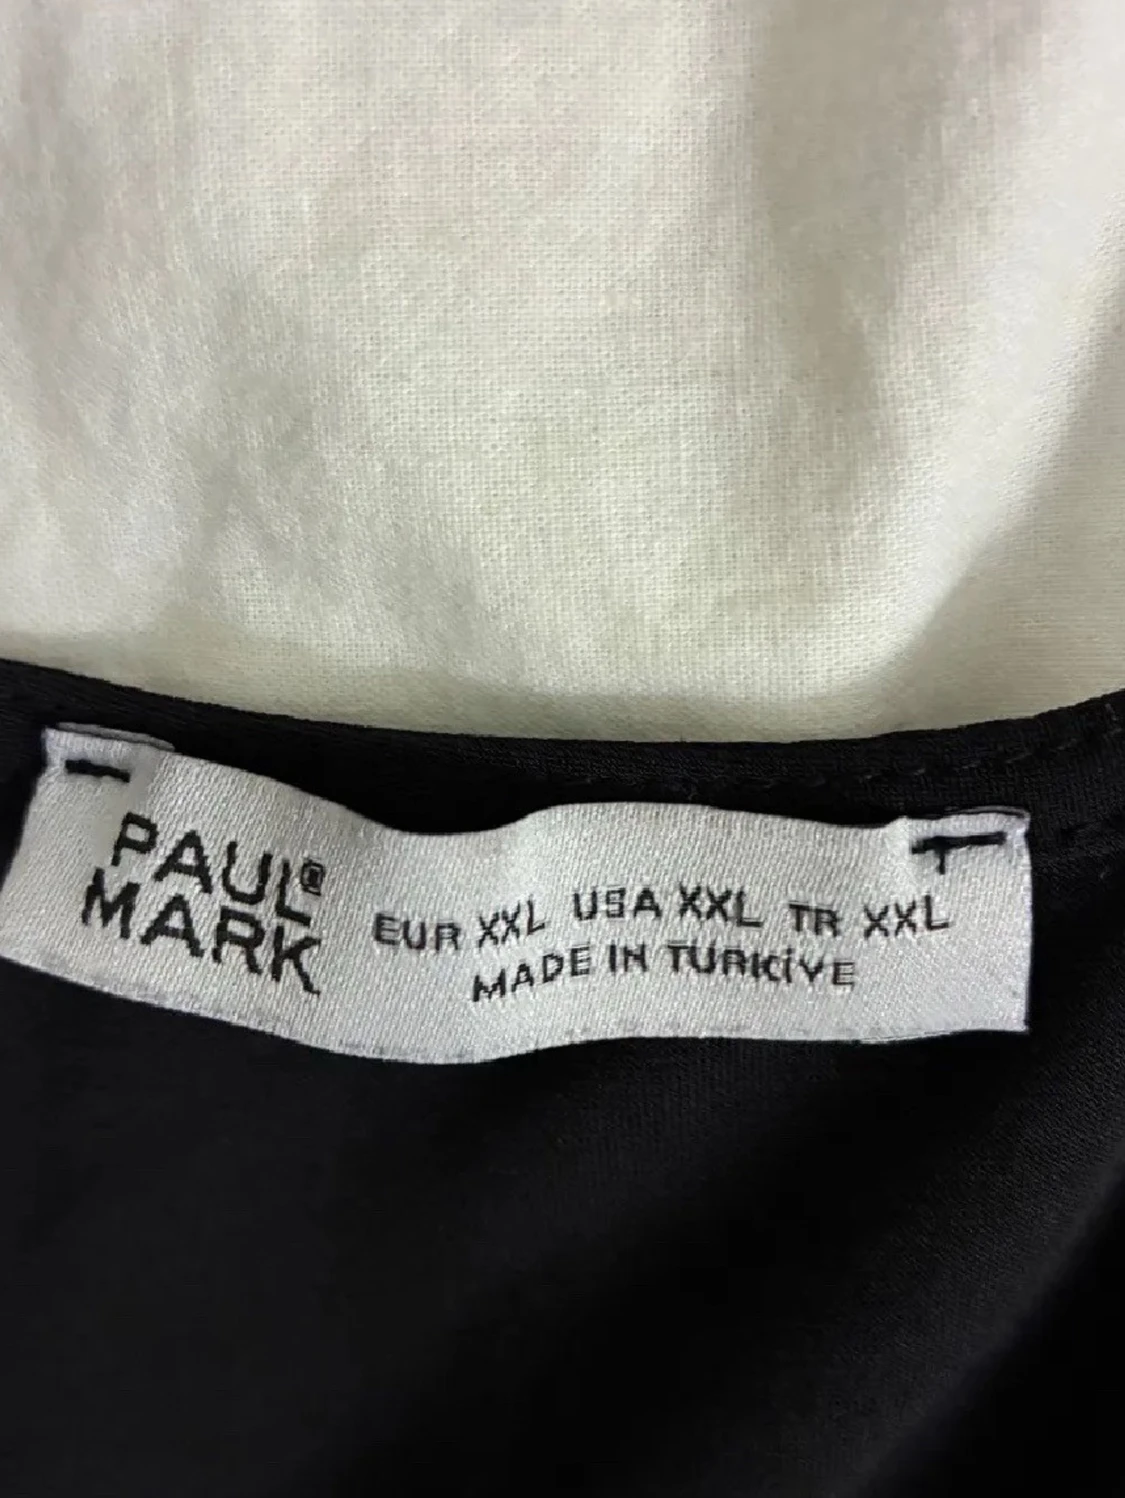 PAUL®
MARK
EUR XXL USA XXL TR XXL
MADE IN TURKİYE